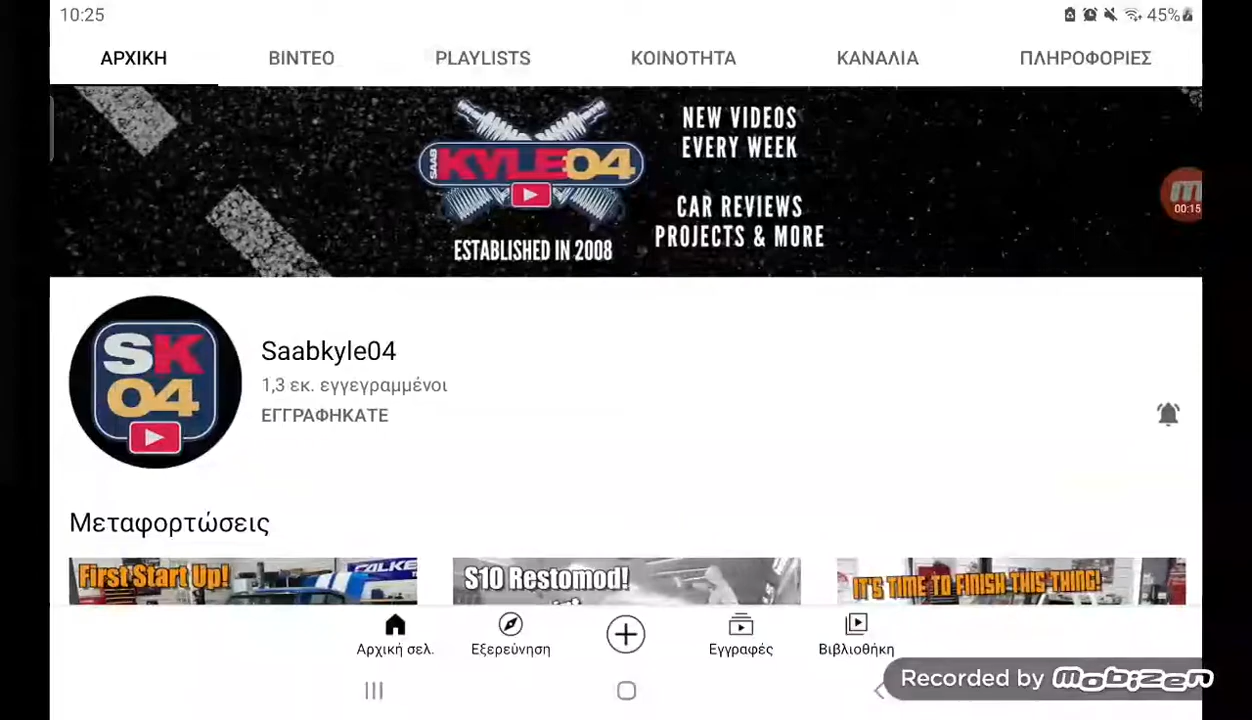 10:25
45%
ΑΡΧΙΚΗ
ΒΙΝΤΕΟ
PLAYLISTS
ΚΟΙΝΟΤΗΤΑ
ΚΑΝΑΛΙΑ
ΠΛΗΡΟΦΟΡΙΕΣ
SAAB KYLE04
ESTABLISHED IN 2008
NEW VIDEOS
EVERY WEEK
CAR REVIEWS
PROJECTS & MORE
00:15
SK
04
Saabkyle04
1,3 εκ. εγγεγραμμένοι
ΕΓΓΡΑΦΗΚΑΤΕ
Μεταφορτώσεις
First Start Up!
FALKE
S10 Restomod!
IT'S TIME TO FINISH THIS THING!
Αρχική σελ.
Εξερεύνηση
Εγγραφές
Βιβλιοθήκη
Recorded by mobizen